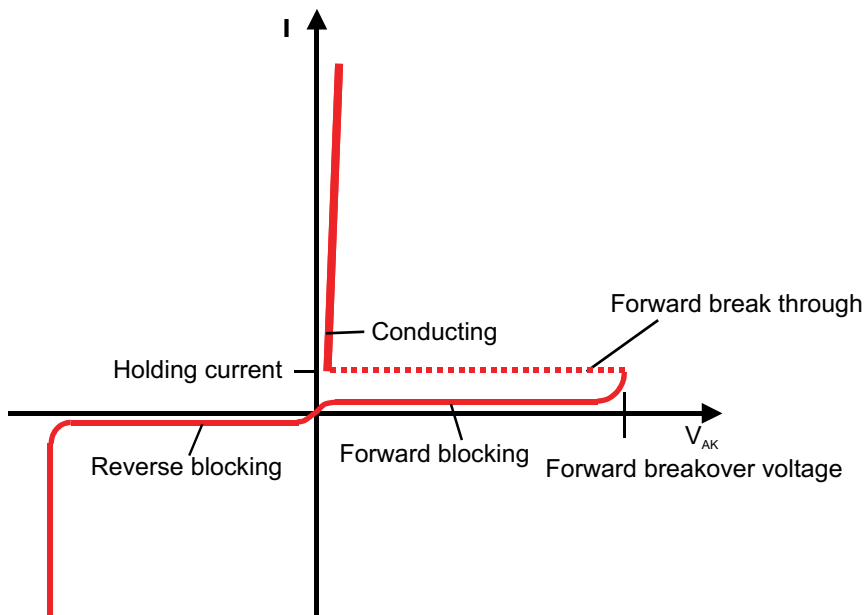 I
Forward break through
Conducting
Holding current
V_AK
Reverse blocking
Forward blocking
Forward breakover voltage